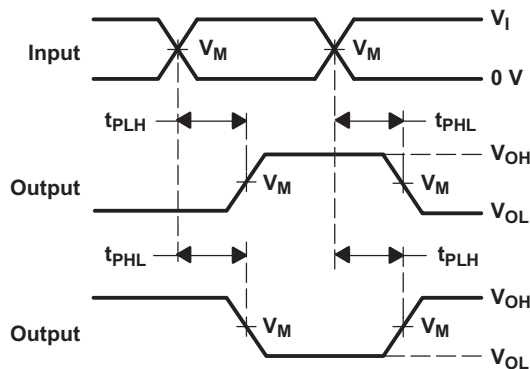 V_I
Input
V_M
V_M
0 V
t_PLH
t_PHL
V_OH
Output
V_M
V_M
V_OL
t_PHL
t_PLH
V_OH
Output
V_M
V_M
V_OL